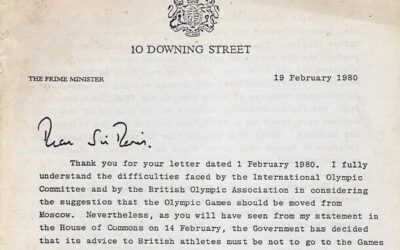 10 DOWNING STREET
THE PRIME MINISTER
19 February 1980
Dear Sir Denis.
Thank you for your letter dated 1 February 1980. I fully
understand the difficulties faced by the International Olympic
Committee and by the British Olympic Association in considering
the suggestion that the Olympic Games should be moved from
Moscow. Nevertheless, as you will have seen from my statement in
the House of Commons on 14 February, the Government has decided
that its advice to British athletes must be not to go to the Games